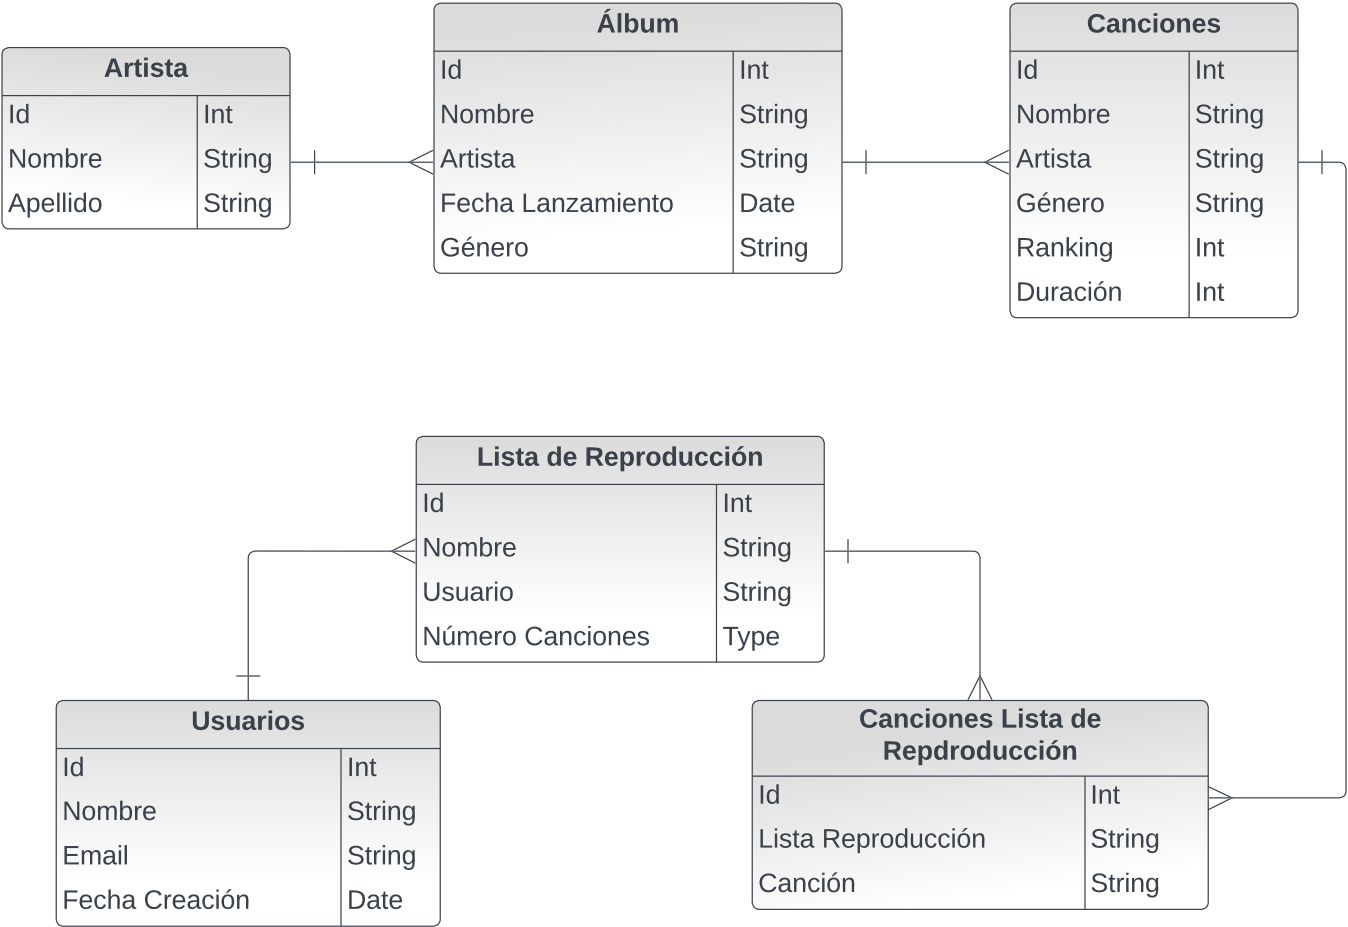 Artista
Id Int
Nombre String
Apellido String
Álbum
Id Int
Nombre String
Artista String
Fecha Lanzamiento Date
Género String
Canciones
Id Int
Nombre String
Artista String
Género String
Ranking Int
Duración Int
Lista de Reproducción
Id Int
Nombre String
Usuario String
Número Canciones Type
Usuarios
Id Int
Nombre String
Email String
Fecha Creación Date
Canciones Lista de
Repdroducción
Id Int
Lista Reproducción String
Canción String